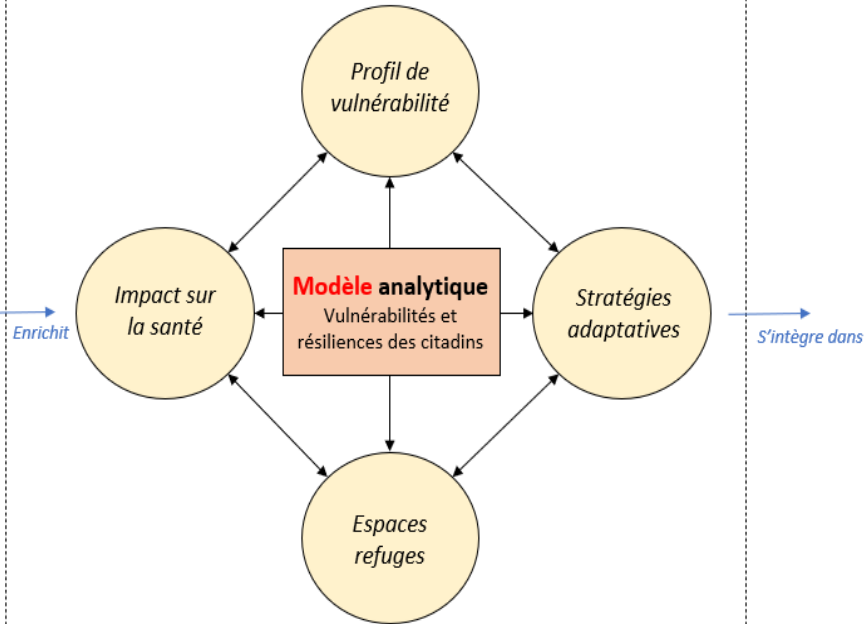 Profil de
vulnérabilité
Impact sur
la santé
Modèle analytique
Vulnérabilités et
résiliences des citadins
Stratégies
adaptatives
Enrichit
S'intègre dans
Espaces
refuges